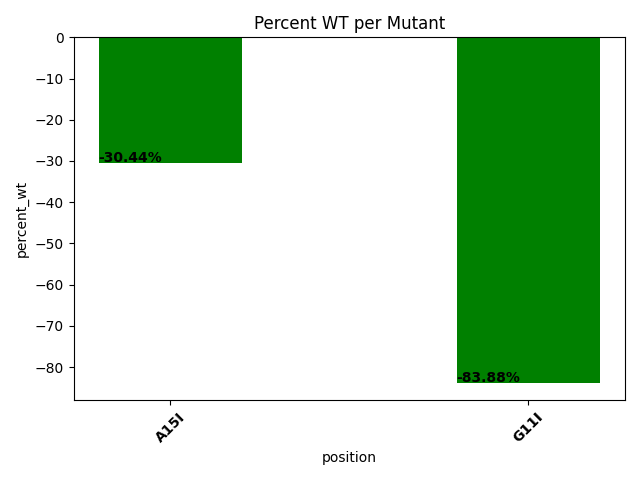 Percent WT per Mutant
percent_wt
0
−10
−20
−30
−40
−50
−60
−70
−80
-30.44%
-83.88%
A15I
G11I
position